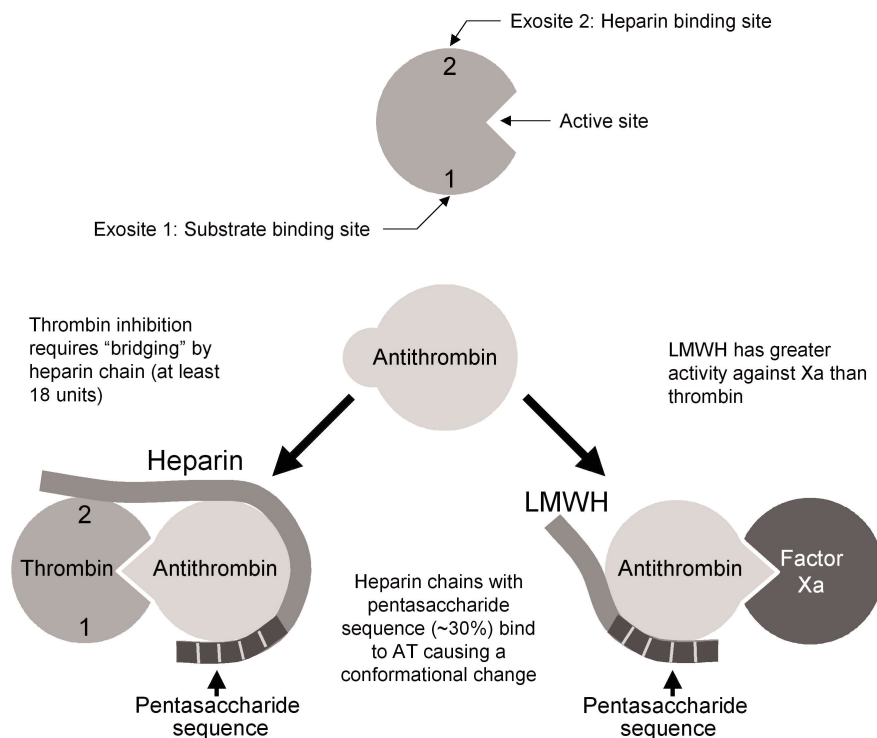 Exosite 2: Heparin binding site
2
Active site
1
Exosite 1: Substrate binding site
Thrombin inhibition
requires “bridging” by
heparin chain (at least
18 units)
Antithrombin
LMWH has greater
activity against Xa than
thrombin
Heparin
2
Thrombin
Antithrombin
1
Pentasaccharide
sequence
Heparin chains with
pentasaccharide
sequence (~30%) bind
to AT causing a
conformational change
LMWH
Antithrombin
Factor
Xa
Pentasaccharide
sequence